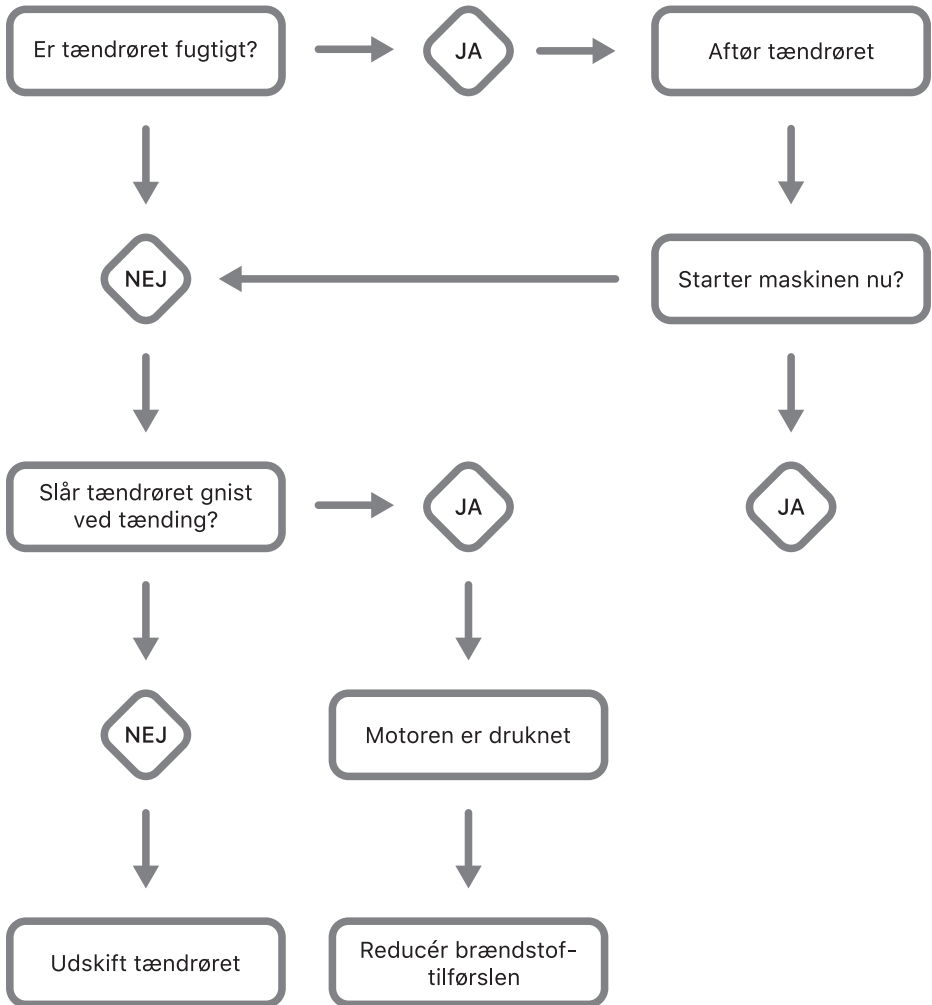 Er tændrøret fugtigt?
JA
Aftør tændrøret
NEJ
Starter maskinen nu?
Slår tændrøret gnist
ved tænding?
JA
JA
NEJ
Motoren er druknet
Udskift tændrøret
Reducér brændstof-
tilførslen